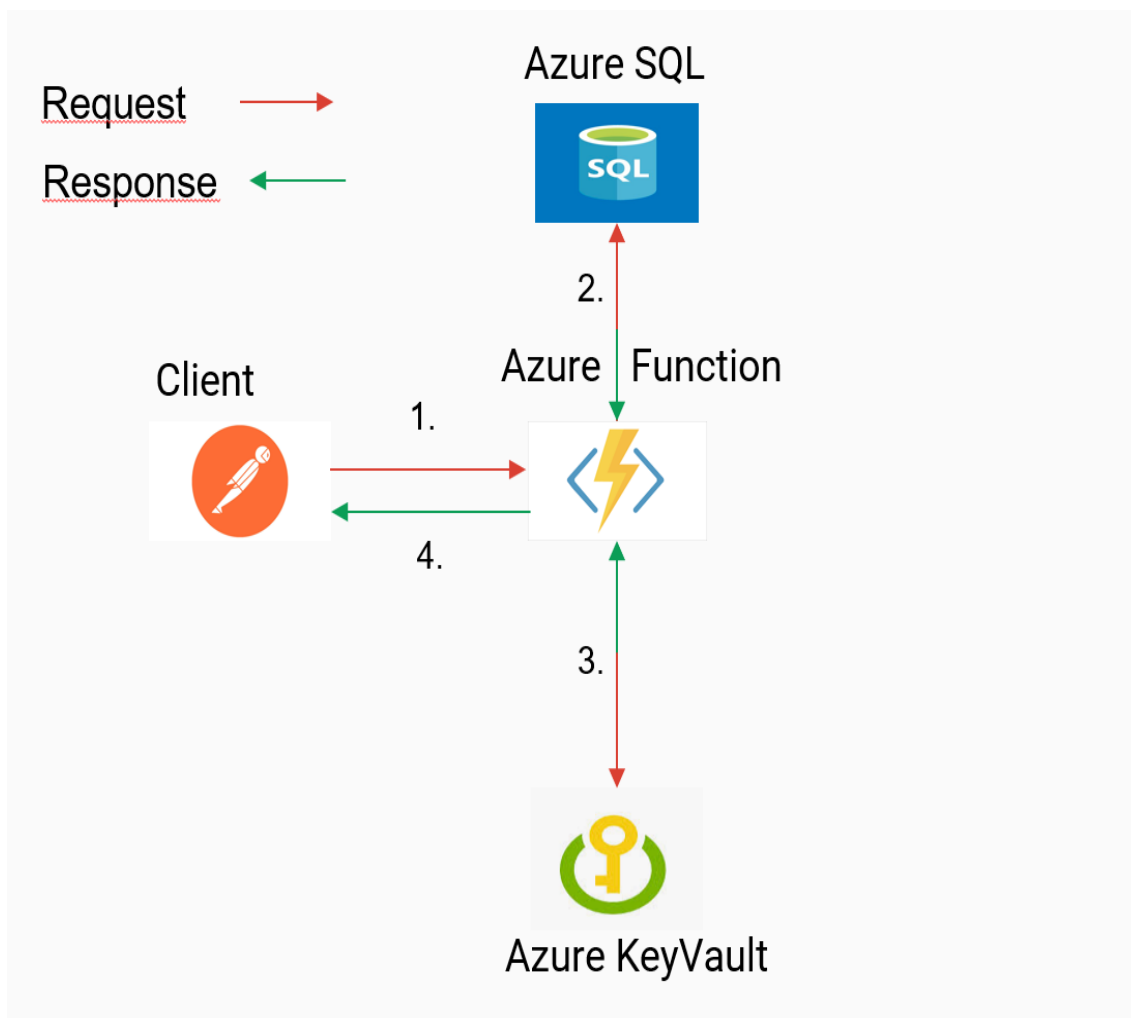 Azure SQL
Request
SQL
Response
2.
Azure Function
Client
1.
4.
3.
Azure KeyVault